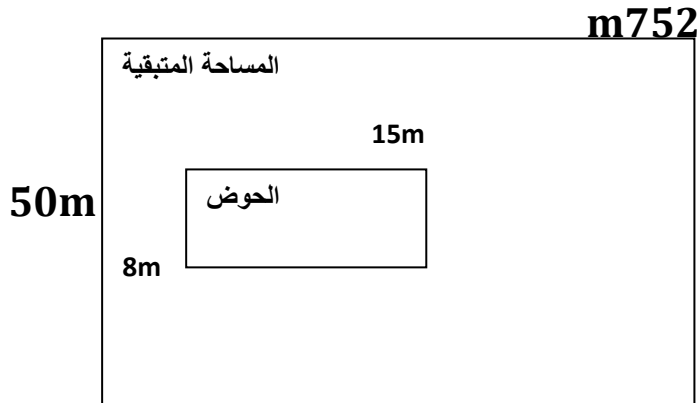 m752
المساحة المتبقية
15m
50m
الحوض
8m